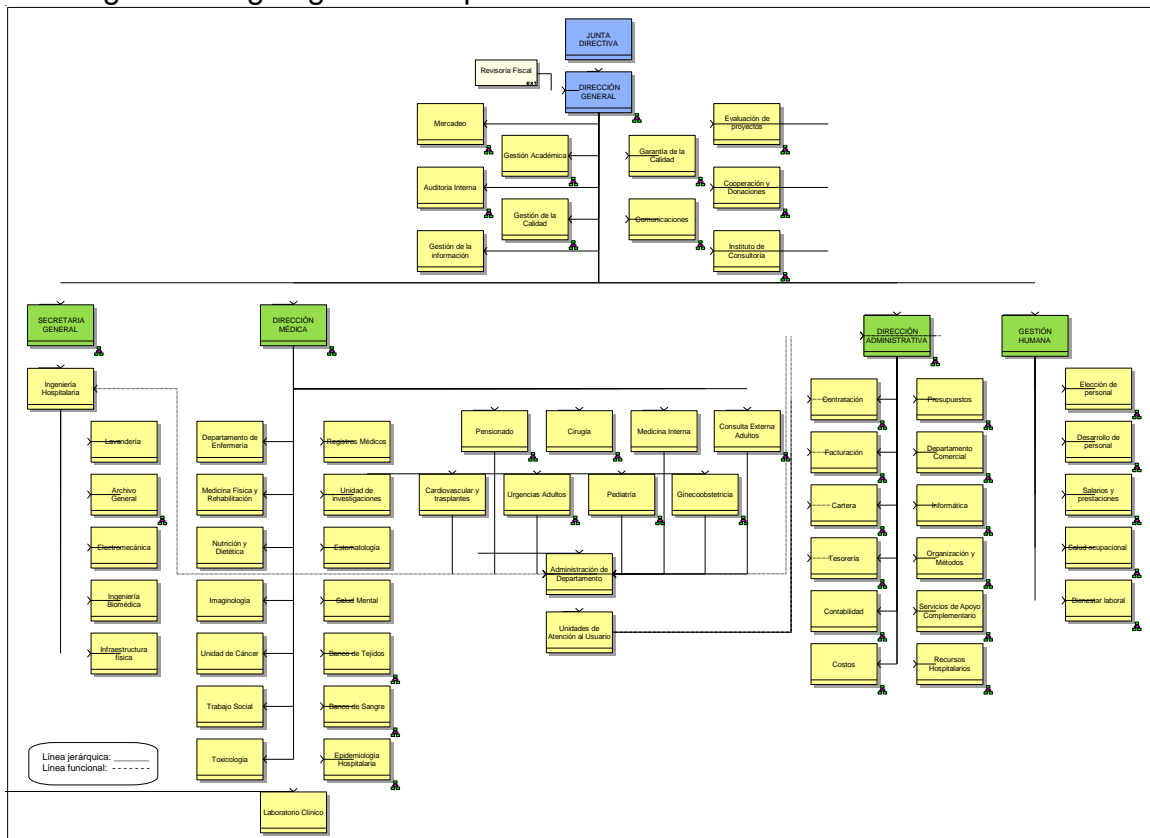 JUNTA
DIRECTIVA
Revisoría Fiscal
EXT
DIRECCIÓN
GENERAL
Mercadeo
Evaluación de
proyectos
Gestión Académica
Garantía de la
Calidad
Auditoria Interna
Cooperación y
Donaciones
Gestión de la
Calidad
Comunicaciones
Gestión de la
información
Instituto de
Consultoría
SECRETARIA
GENERAL
DIRECCIÓN
MÉDICA
DIRECCIÓN
ADMINISTRATIVA
GESTIÓN
HUMANA
Ingeniería
Hospitalaria
Lavandería
Archivo
General
Electromecánica
Ingeniería
Biomédica
Infraestructura
física
Departamento de
Enfermería
Medicina Física y
Rehabilitación
Nutrición y
Dietética
Imaginología
Unidad de Cáncer
Trabajo Social
Toxicología
Registros Médicos
Unidad de
investigaciones
Estomatología
Salud Mental
Banco de Tejidos
Banco de Sangre
Epidemiología
Hospitalaria
Laboratorio Clínico
Pensionado
Cirugía
Medicina Interna
Consulta Externa
Adultos
Cardiovascular y
trasplantes
Urgencias Adultos
Pediatría
Ginecoobstetricia
Administración de
Departamento
Unidades de
Atención al Usuario
Contratación
Facturación
Cartera
Tesorería
Contabilidad
Costos
Presupuestos
Departamento
Comercial
Informática
Organización y
Métodos
Servicios de Apoyo
Complementario
Recursos
Hospitalarios
Elección de
personal
Desarrollo de
personal
Salarios y
prestaciones
Salud ocupacional
Bienestar laboral
Línea jerárquica: ______
Línea funcional: - - - - - - -